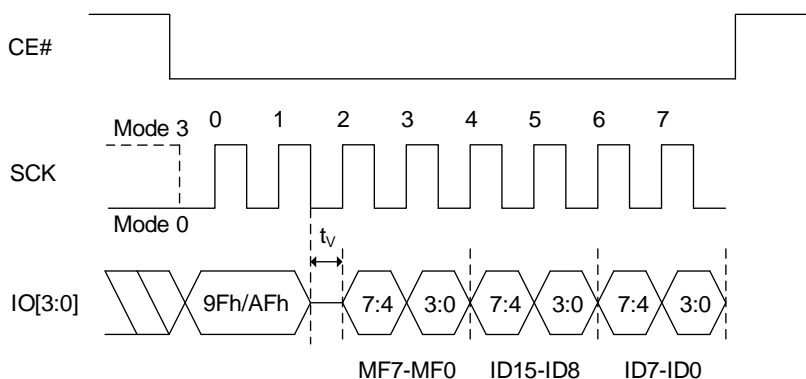 CE#
Mode 3 0 1 2 3 4 5 6 7
SCK
Mode 0
tV
IO[3:0] 9Fh/AFh 7:4 3:0 7:4 3:0 7:4 3:0
MF7-MF0 ID15-ID8 ID7-ID0